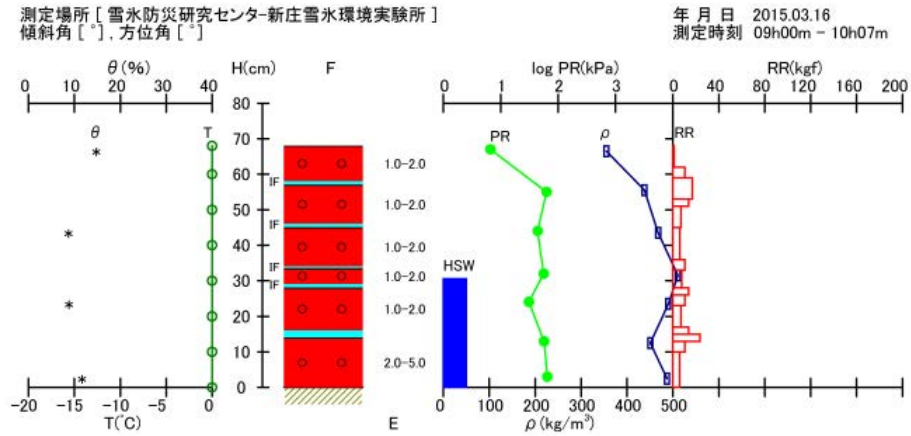 測定場所 [ 雪氷防災研究センタｰ新庄雪氷環境実験所 ]
傾斜角 [ ° ] , 方位角 [ ° ]
年 月 日 2015.03.16
測定時刻 09h00m - 10h07m
θ(%) H(cm) F log PR(kPa) RR(kgf)
0 10 20 30 40 80 0 1 2 3 0 40 80 120 160 200
θ T 70 PR ρ RR
* 1.0-2.0
60
IF
1.0-2.0
50
IF
* 40 1.0-2.0
IF
30 1.0-2.0 HSW
IF
* 20 1.0-2.0
10 2.0-5.0
* 0
-20 -15 -10 -5 0 0 100 200 300 400 500
T(°C) E ρ (kg/m³)